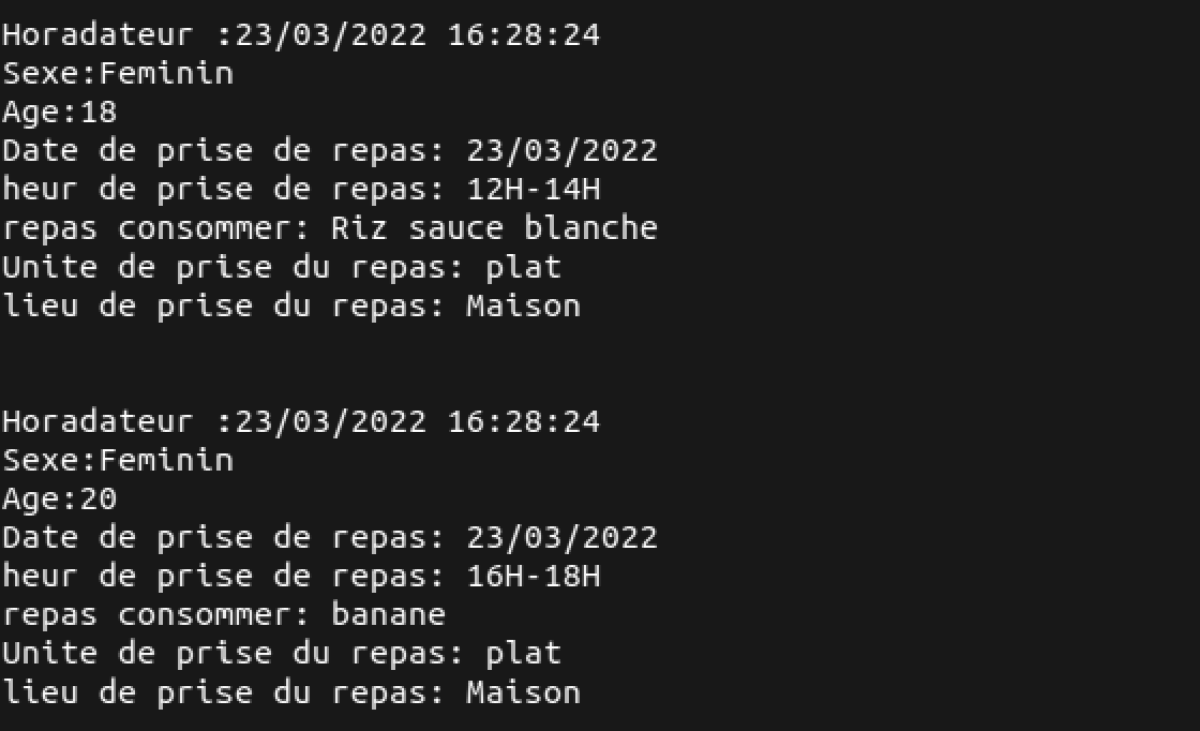 Horadateur :23/03/2022 16:28:24
Sexe:Feminin
Age:18
Date de prise de repas: 23/03/2022
heur de prise de repas: 12H-14H
repas consommer: Riz sauce blanche
Unite de prise du repas: plat
lieu de prise du repas: Maison
Horadateur :23/03/2022 16:28:24
Sexe:Feminin
Age:20
Date de prise de repas: 23/03/2022
heur de prise de repas: 16H-18H
repas consommer: banane
Unite de prise du repas: plat
lieu de prise du repas: Maison